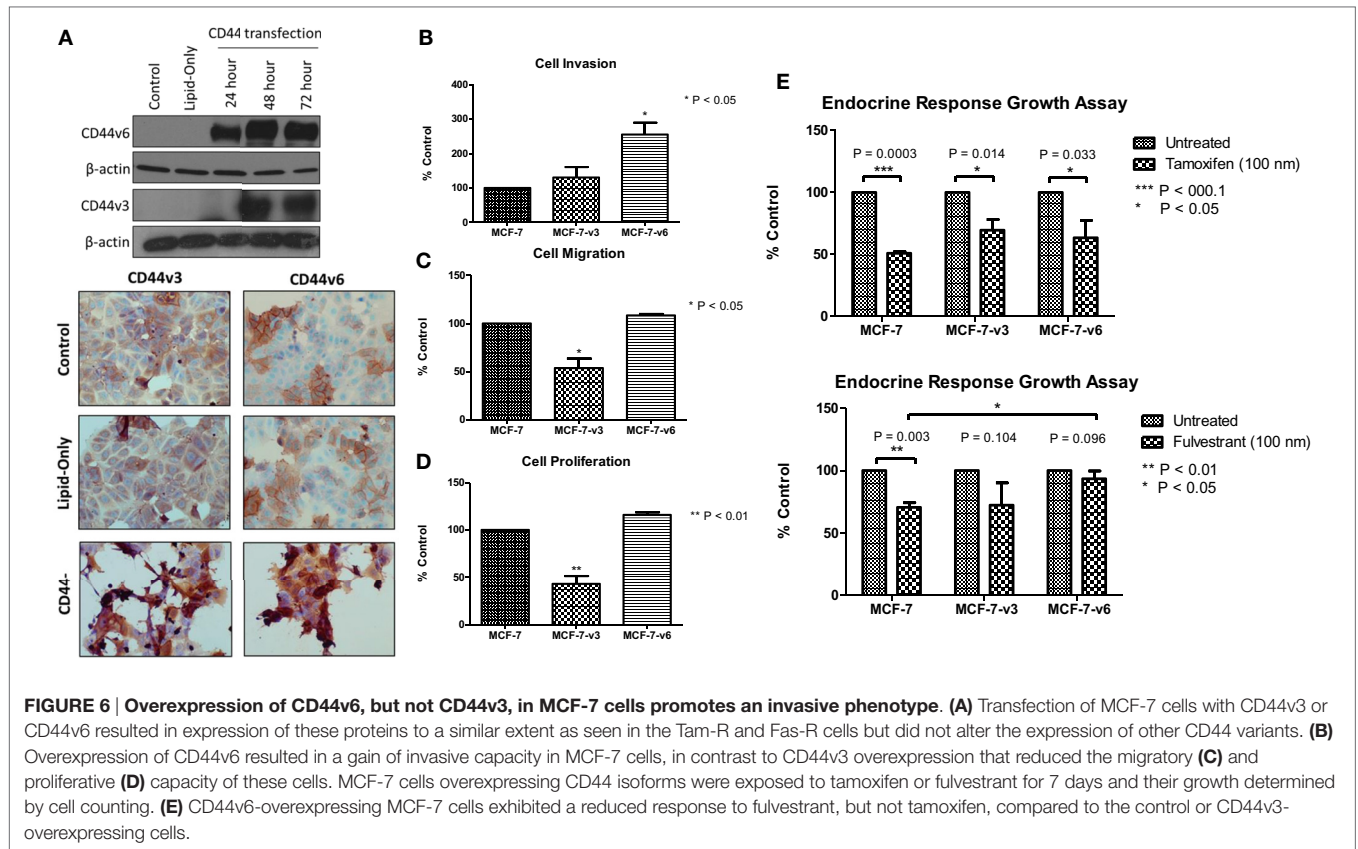 A
CD44 transfection
Control
Lipid-Only
24 hour
48 hour
72 hour
CD44v6
β-actin
CD44v3
β-actin
CD44v3
CD44v6
Control
Lipid-Only
CD44-
B
Cell Invasion
* P < 0.05
% Control
400
300
200
100
0
*
MCF-7
MCF-7-v3
MCF-7-v6
C
Cell Migration
* P < 0.05
% Control
150
100
50
0
*
MCF-7
MCF-7-v3
MCF-7-v6
D
Cell Proliferation
** P < 0.01
% Control
150
100
50
0
**
MCF-7
MCF-7-v3
MCF-7-v6
E
Endocrine Response Growth Assay
% Control
150
100
50
0
P = 0.0003
P = 0.014
P = 0.033
***
*
*
MCF-7
MCF-7-v3
MCF-7-v6
Untreated
Tamoxifen (100 nm)
*** P < 000.1
* P < 0.05
Endocrine Response Growth Assay
% Control
150
100
50
0
*
P = 0.003
P = 0.104
P = 0.096
**
MCF-7
MCF-7-v3
MCF-7-v6
Untreated
Fulvestrant (100 nm)
** P < 0.01
* P < 0.05
FIGURE 6 | Overexpression of CD44v6, but not CD44v3, in MCF-7 cells promotes an invasive phenotype. (A) Transfection of MCF-7 cells with CD44v3 or
CD44v6 resulted in expression of these proteins to a similar extent as seen in the Tam-R and Fas-R cells but did not alter the expression of other CD44 variants. (B)
Overexpression of CD44v6 resulted in a gain of invasive capacity in MCF-7 cells, in contrast to CD44v3 overexpression that reduced the migratory (C) and
proliferative (D) capacity of these cells. MCF-7 cells overexpressing CD44 isoforms were exposed to tamoxifen or fulvestrant for 7 days and their growth determined
by cell counting. (E) CD44v6-overexpressing MCF-7 cells exhibited a reduced response to fulvestrant, but not tamoxifen, compared to the control or CD44v3-
overexpressing cells.